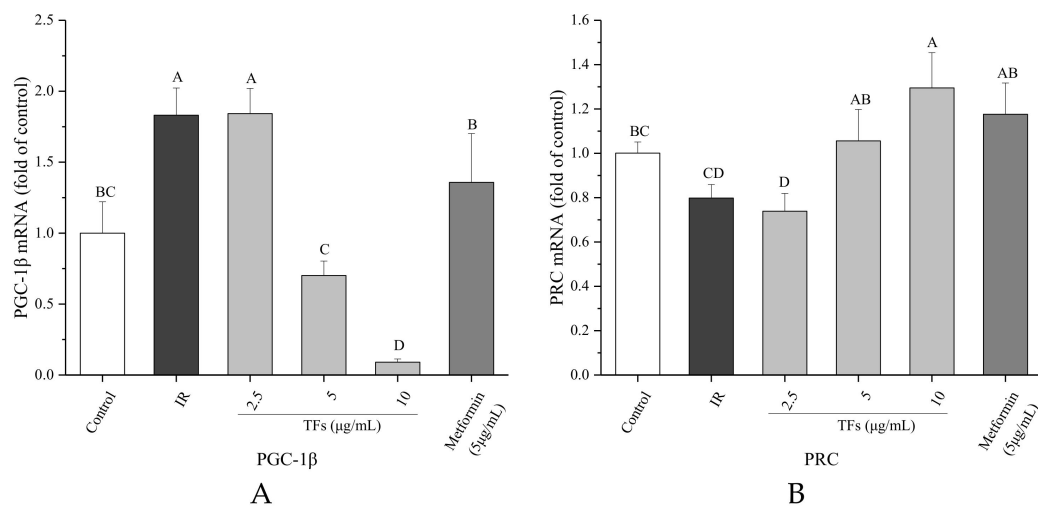 PGC-1β mRNA (fold of control)
2.5
2.0
1.5
1.0
0.5
0.0
BC
A
A
C
D
B
Control
IR
2.5
5
10
Metformin
(5μg/mL)
TFs (μg/mL)
PGC-1β
A
PRC mRNA (fold of control)
1.6
1.4
1.2
1.0
0.8
0.6
0.4
0.2
0.0
BC
CD
D
AB
A
AB
Control
IR
2.5
5
10
Metformin
(5μg/mL)
TFs (μg/mL)
PRC
B